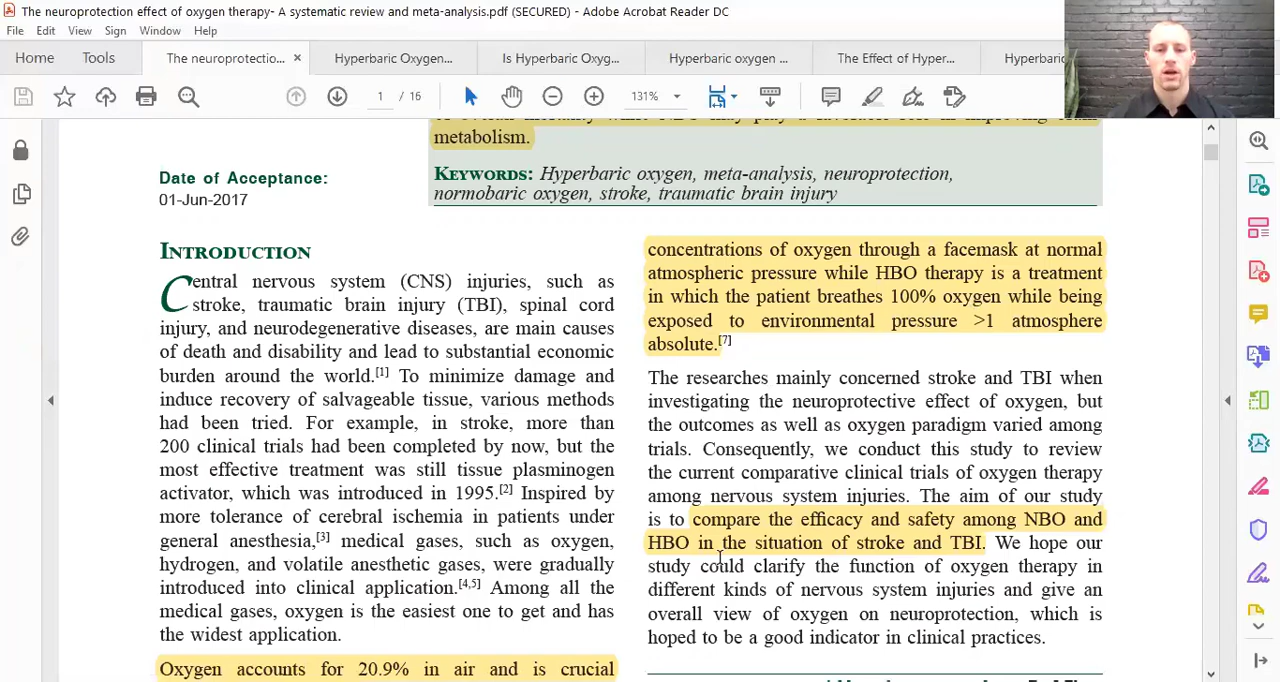 The neuroprotection effect of oxygen therapy- A systematic review and meta-analysis.pdf (SECURED) - Adobe Acrobat Reader DC
File Edit View Sign Window Help
Home Tools The neuroprotectio... × Hyperbaric Oxygen... Is Hyperbaric Oxyg... Hyperbaric oxygen ... The Effect of Hyper... Hyperbaric
1 / 16 131%
metabolism.
KEYWORDS: Hyperbaric oxygen, meta-analysis, neuroprotection,
normobaric oxygen, stroke, traumatic brain injury
Date of Acceptance:
01-Jun-2017
INTRODUCTION
Central nervous system (CNS) injuries, such as
stroke, traumatic brain injury (TBI), spinal cord
injury, and neurodegenerative diseases, are main causes
of death and disability and lead to substantial economic
burden around the world.[1] To minimize damage and
induce recovery of salvageable tissue, various methods
had been tried. For example, in stroke, more than
200 clinical trials had been completed by now, but the
most effective treatment was still tissue plasminogen
activator, which was introduced in 1995.[2] Inspired by
more tolerance of cerebral ischemia in patients under
general anesthesia,[3] medical gases, such as oxygen,
hydrogen, and volatile anesthetic gases, were gradually
introduced into clinical application.[4,5] Among all the
medical gases, oxygen is the easiest one to get and has
the widest application.
Oxygen accounts for 20.9% in air and is crucial
concentrations of oxygen through a facemask at normal
atmospheric pressure while HBO therapy is a treatment
in which the patient breathes 100% oxygen while being
exposed to environmental pressure >1 atmosphere
absolute.[7]
The researches mainly concerned stroke and TBI when
investigating the neuroprotective effect of oxygen, but
the outcomes as well as oxygen paradigm varied among
trials. Consequently, we conduct this study to review
the current comparative clinical trials of oxygen therapy
among nervous system injuries. The aim of our study
is to compare the efficacy and safety among NBO and
HBO in the situation of stroke and TBI. We hope our
study could clarify the function of oxygen therapy in
different kinds of nervous system injuries and give an
overall view of oxygen on neuroprotection, which is
hoped to be a good indicator in clinical practices.